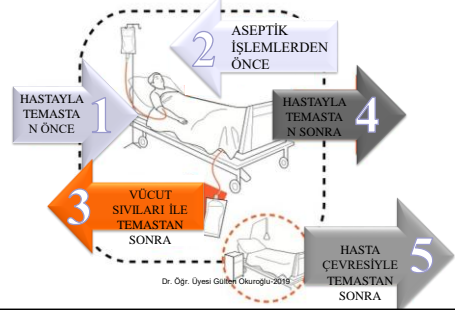 2
ASEPTİK
İŞLEMLERDEN
ÖNCE
HASTAYLA
TEMASTA
N ÖNCE
1
HASTAYLA
TEMASTA
N SONRA
4
3
VÜCUT
SIVILARI İLE
TEMASTAN
SONRA
HASTA
ÇEVRESİYLE
TEMASTAN
SONRA
5
Dr. Öğr. Üyesi Gülten Okuroğlu-2019